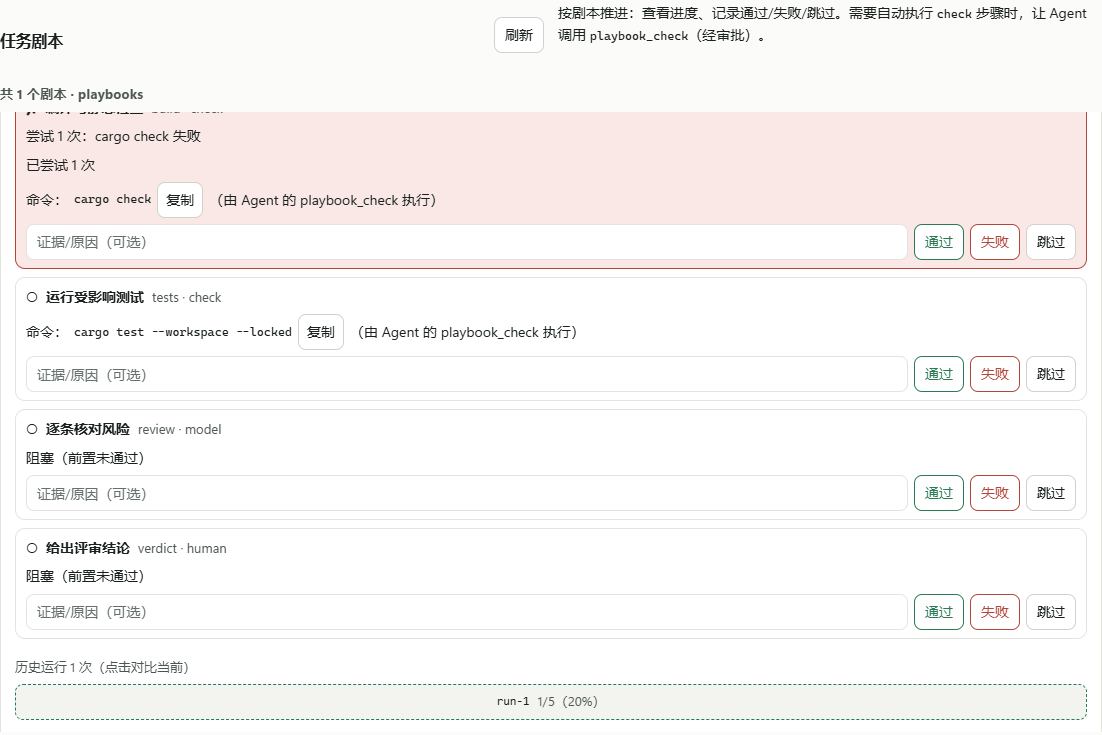 任务剧本
刷新
按剧本推进：查看进度、记录通过/失败/跳过。需要自动执行 check 步骤时，让 Agent
调用 playbook_check（经审批）。
共 1 个剧本 · playbooks
尝试 1 次：cargo check 失败
已尝试 1 次
命令： cargo check 复制 （由 Agent 的 playbook_check 执行）
证据/原因（可选） 通过 失败 跳过
运行受影响测试 tests · check
命令： cargo test --workspace --locked 复制 （由 Agent 的 playbook_check 执行）
证据/原因（可选） 通过 失败 跳过
逐条核对风险 review · model
阻塞（前置未通过）
证据/原因（可选） 通过 失败 跳过
给出评审结论 verdict · human
阻塞（前置未通过）
证据/原因（可选） 通过 失败 跳过
历史运行 1 次（点击对比当前）
run-1 1/5（20%）